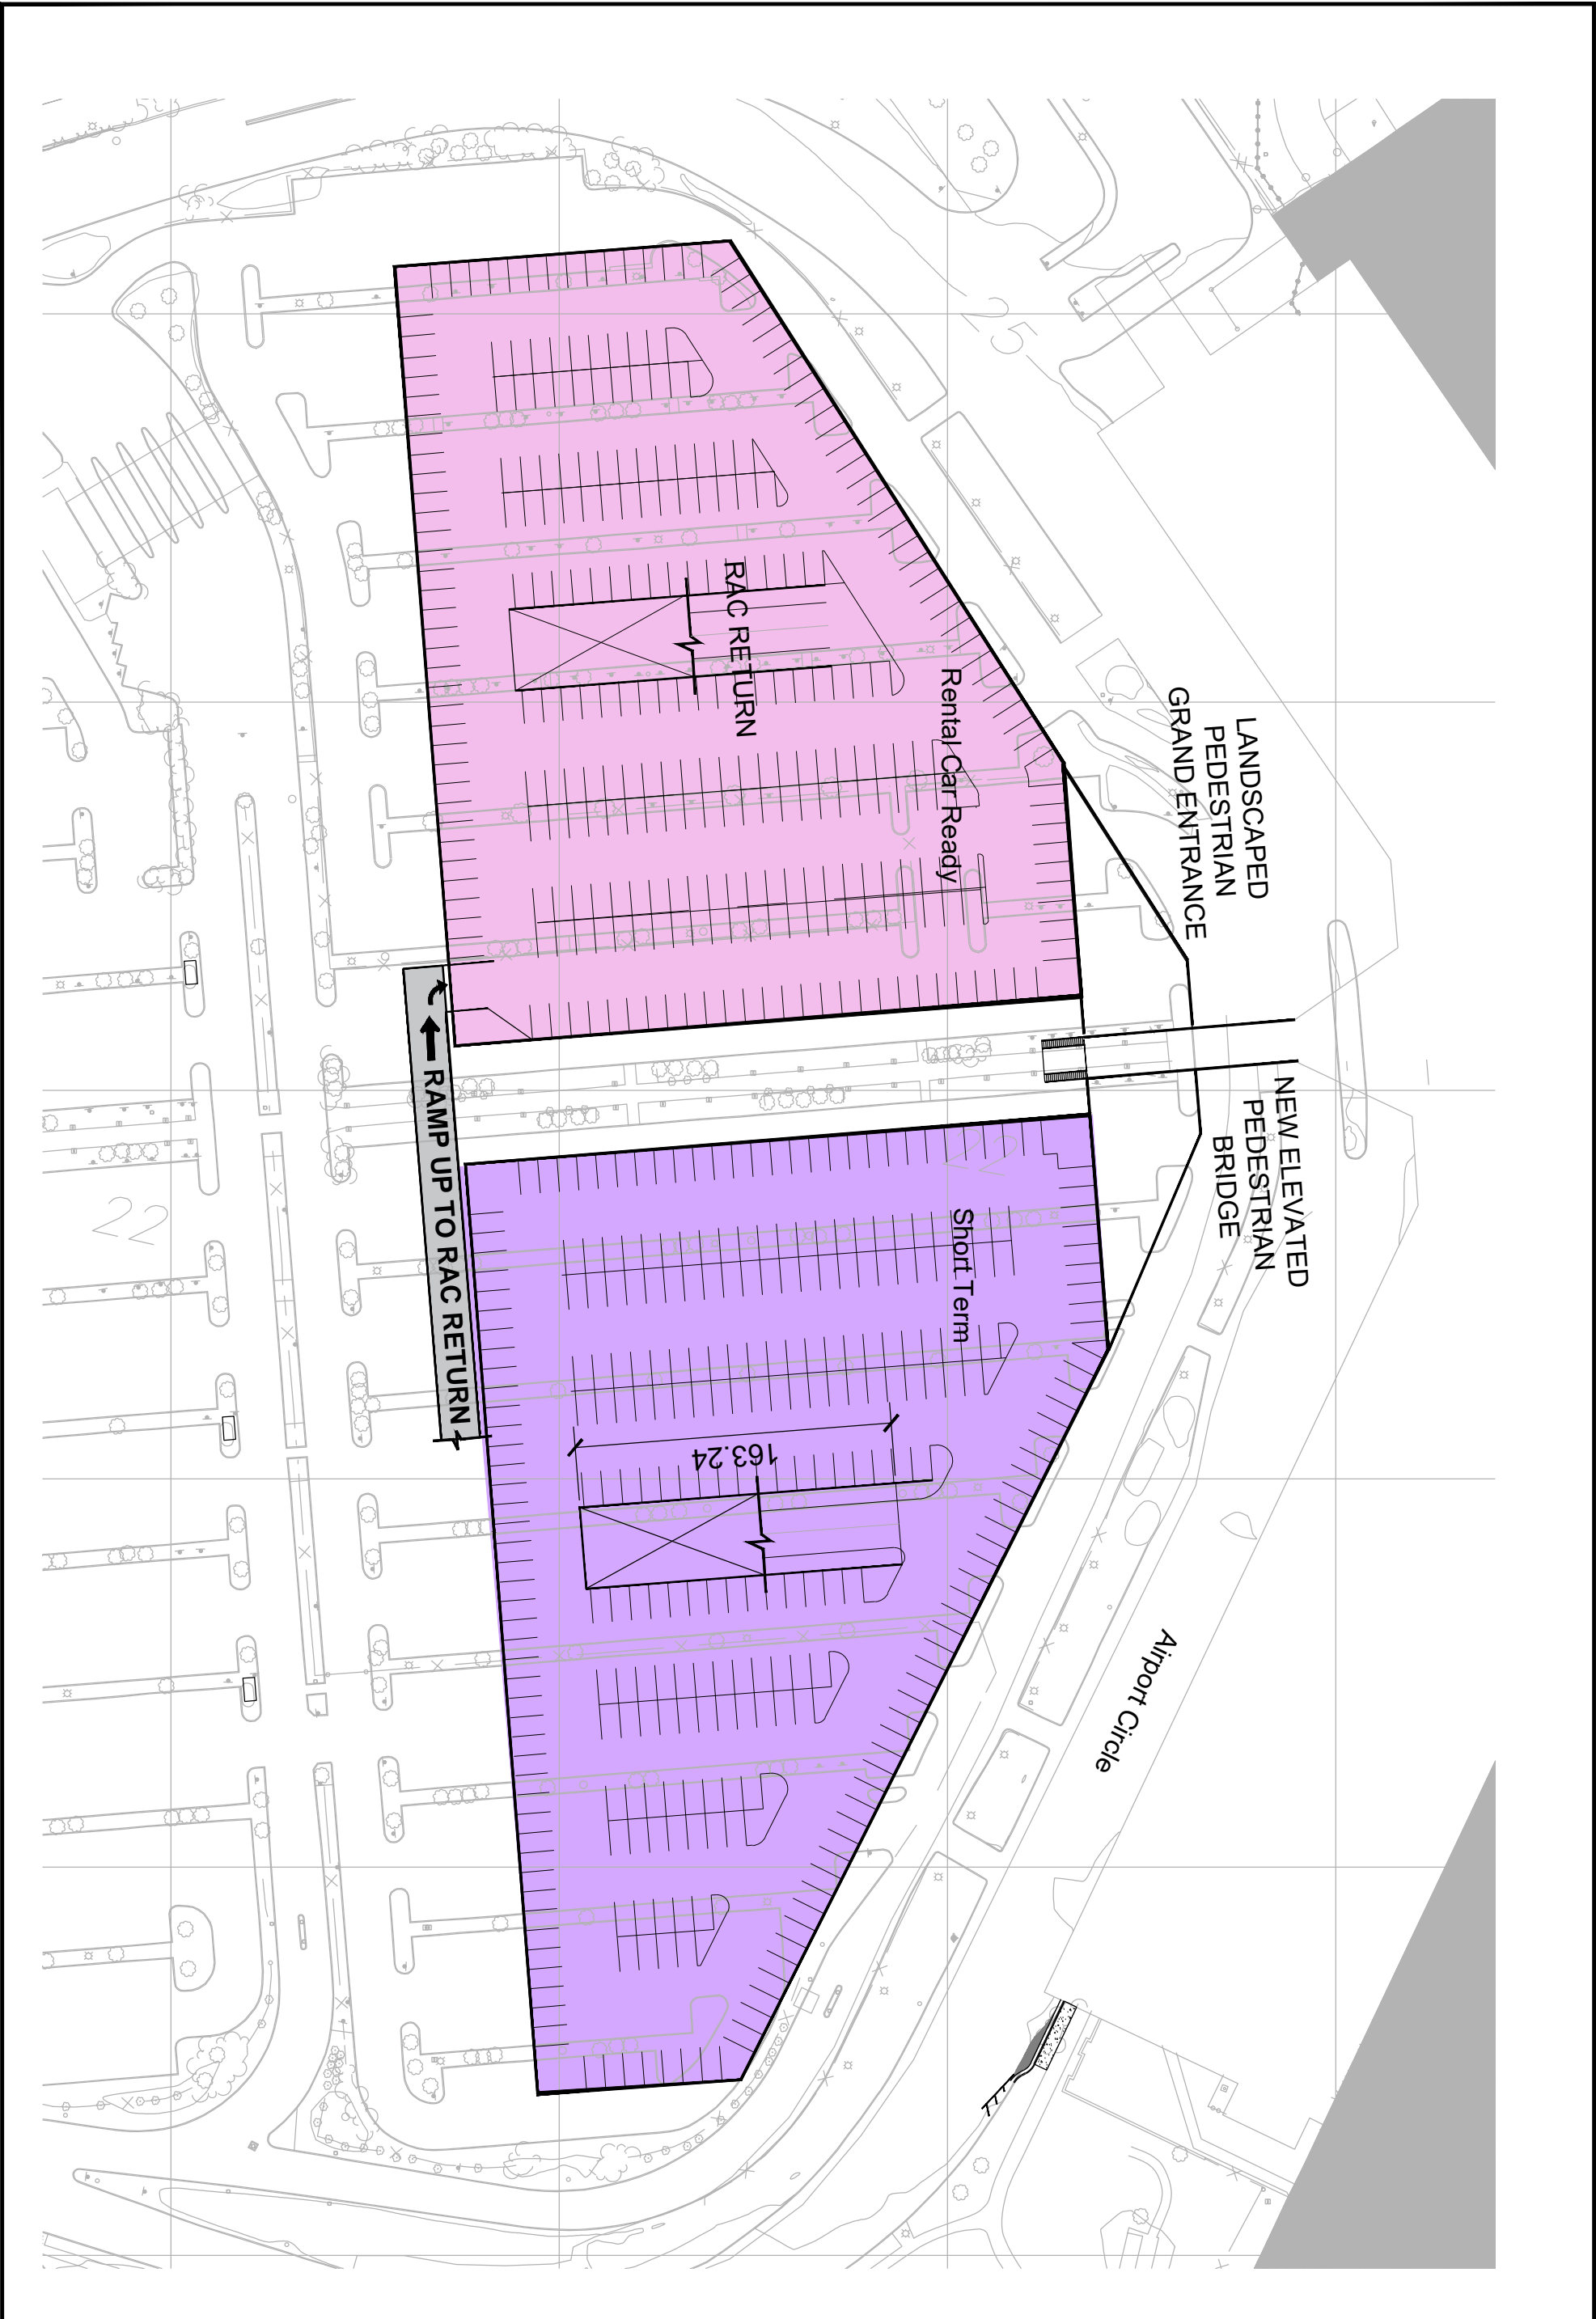 LANDSCAPED
PEDESTRIAN
GRAND ENTRANCE
RAC RETURN
Rental Car Ready
NEW ELEVATED
PEDESTRIAN
BRIDGE
RAMP UP TO RAC RETURN
Short Term
163.24
Airport Circle
22
22
25